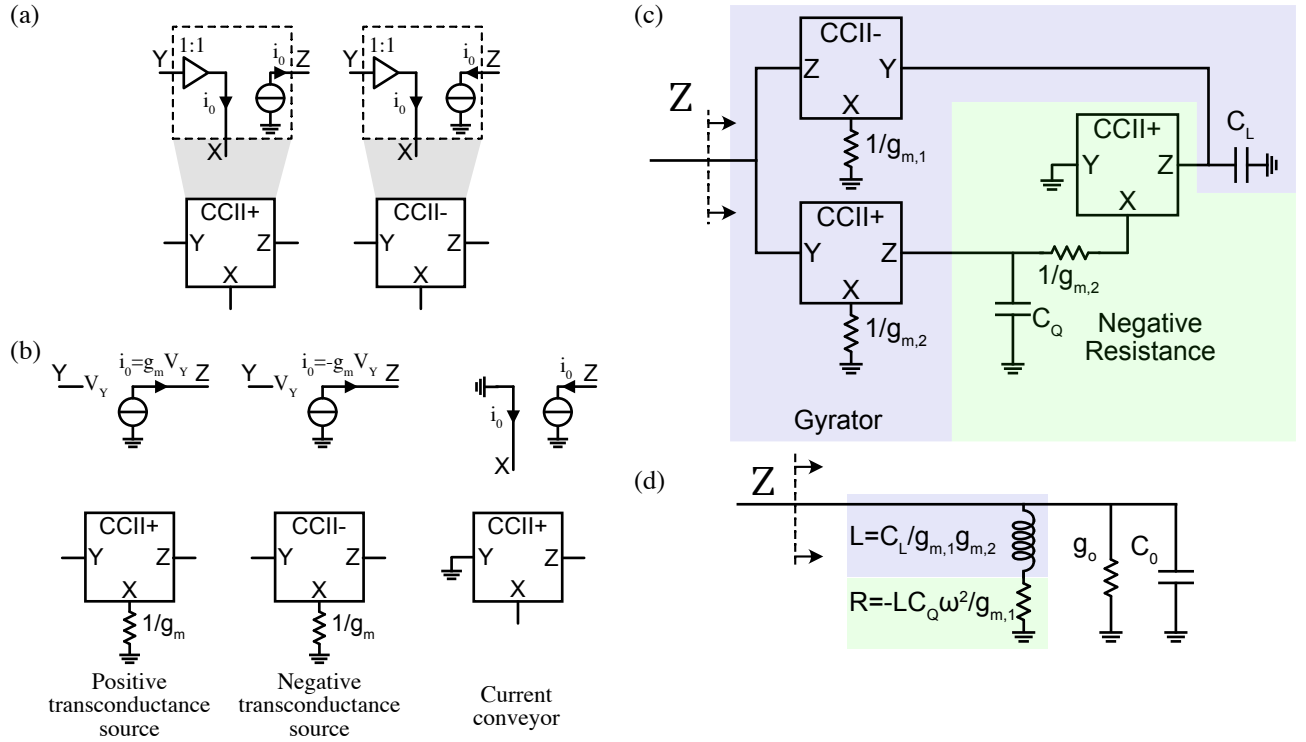 (a)
1:1
Y
i0
i0
Z
X
1:1
Y
i0
i0
Z
X
CCII+
Y
Z
X
CCII-
Y
Z
X
(b)
Y
VY
i0=gmVY
Z
Y
VY
i0=-gmVY
Z
i0
Z
i0
X
CCII+
Y
Z
X
1/gm
CCII-
Y
Z
X
1/gm
CCII+
Y
Z
X
Positive
transconductance
source
Negative
transconductance
source
Current
conveyor
(c)
Z
CCII-
Z
Y
X
1/gm,1
CCII+
Y
Z
X
CL
CCII+
Y
Z
X
1/gm,2
1/gm,2
CQ
Negative
Resistance
Gyrator
(d)
Z
L=CL/gm,1gm,2
go
C0
R=-LCQω²/gm,1